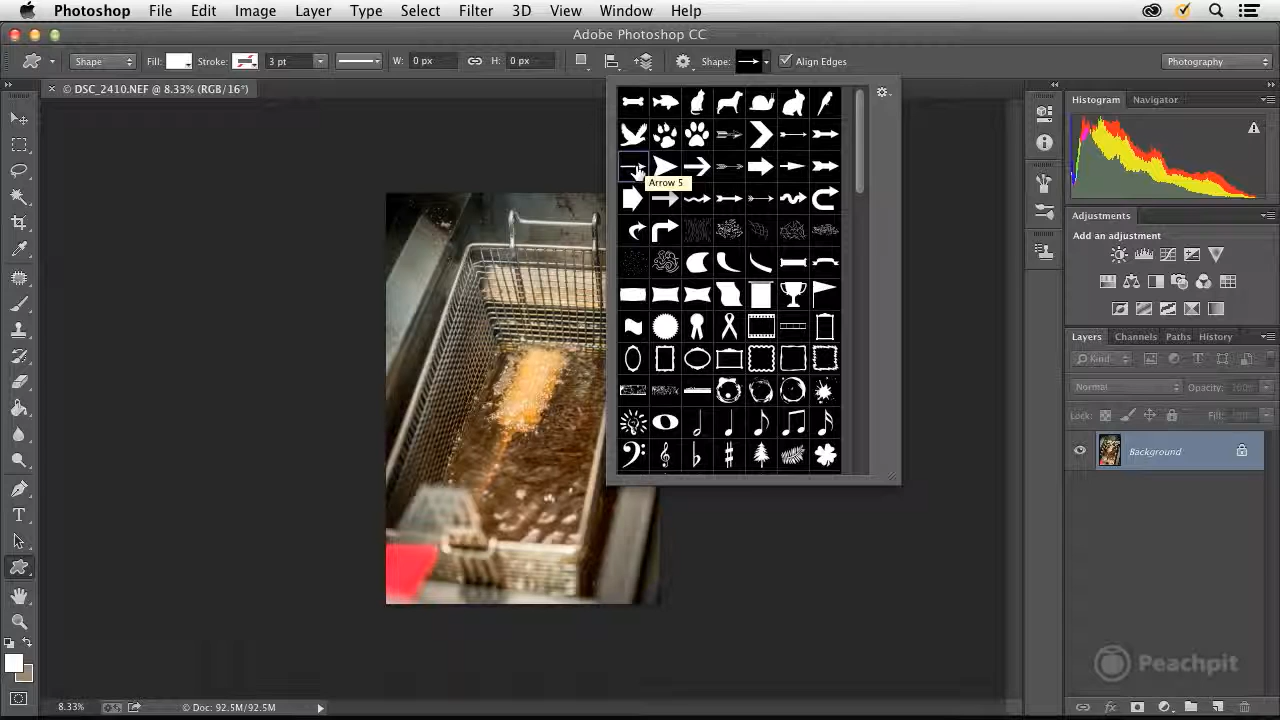 Photoshop File Edit Image Layer Type Select Filter 3D View Window Help
Adobe Photoshop CC
Shape Fill: Stroke: 3 pt W: 0 px H: 0 px Shape: Align Edges Photography
× © DSC_2410.NEF @ 8.33% (RGB/16*)
Histogram Navigator
Arrow 5
Adjustments
Add an adjustment
Layers Channels Paths History
Kind
Normal Opacity:
Lock: Fill:
Background
T
Peachpit
8.33% © Doc: 92.5M/92.5M
fx